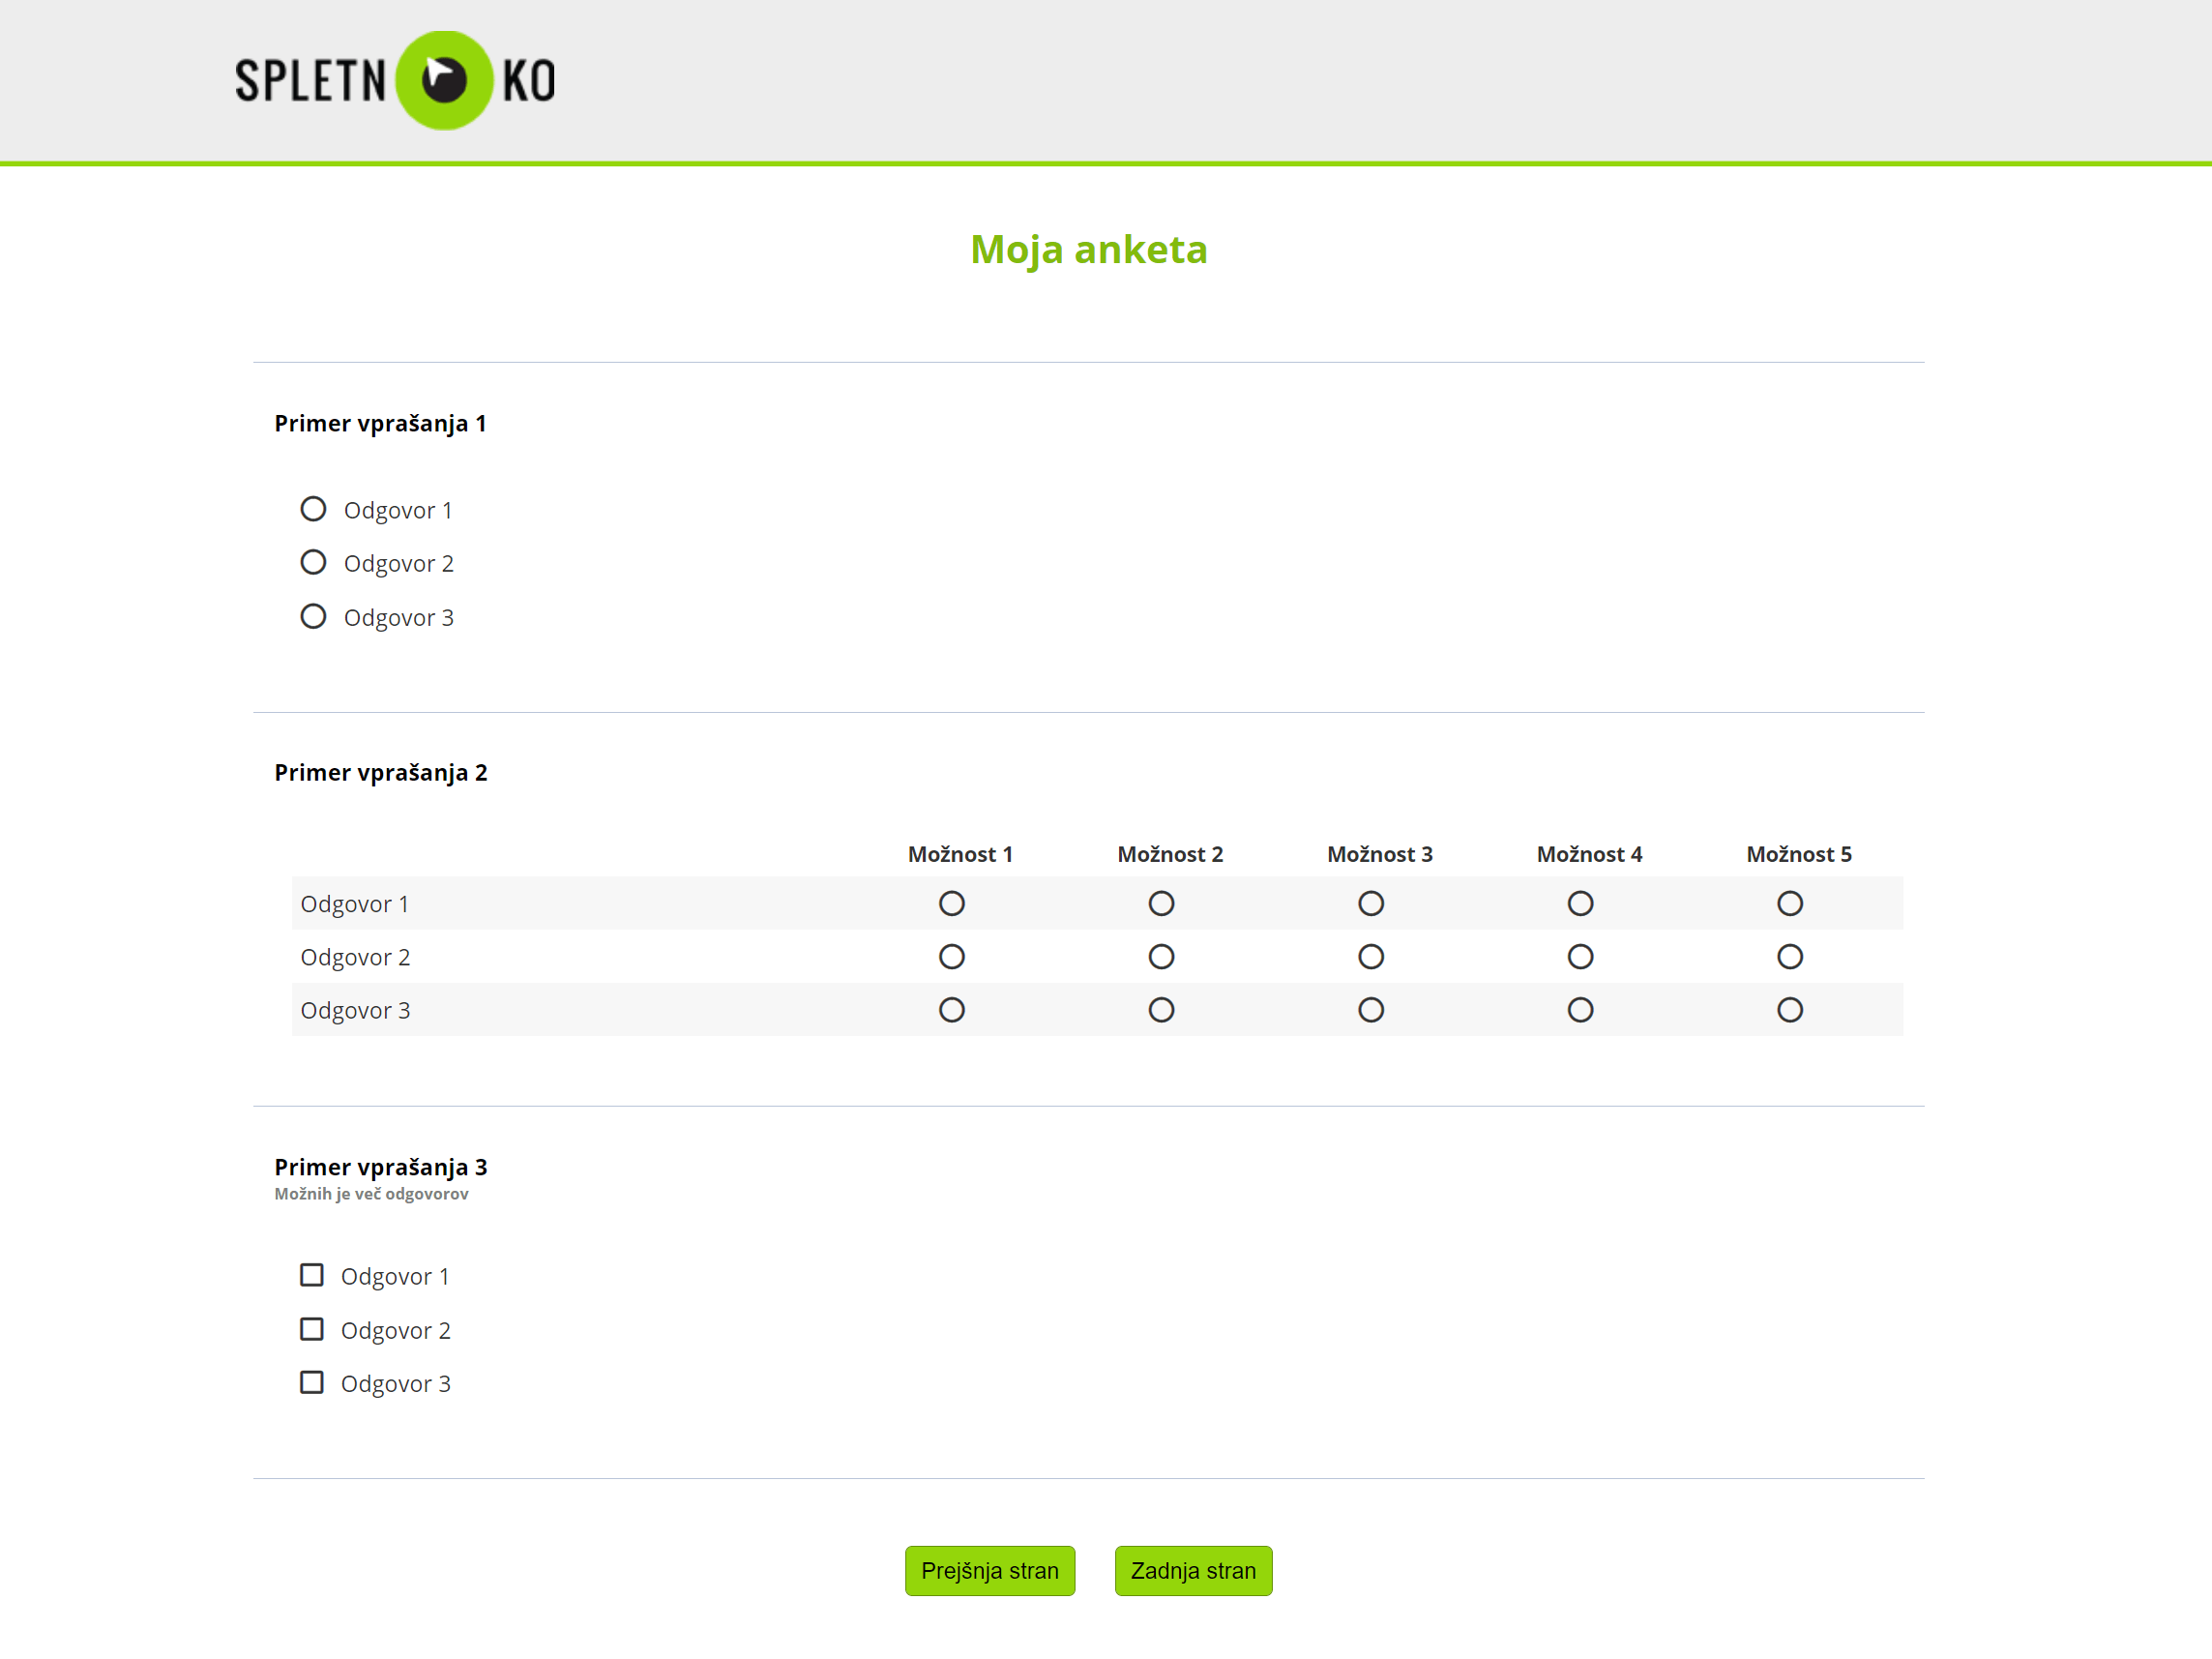 SPLETNOKO
Moja anketa
Primer vprašanja 1
Odgovor 1
Odgovor 2
Odgovor 3
Primer vprašanja 2
Možnost 1 Možnost 2 Možnost 3 Možnost 4 Možnost 5
Odgovor 1
Odgovor 2
Odgovor 3
Primer vprašanja 3
Možnih je več odgovorov
Odgovor 1
Odgovor 2
Odgovor 3
Prejšnja stran Zadnja stran